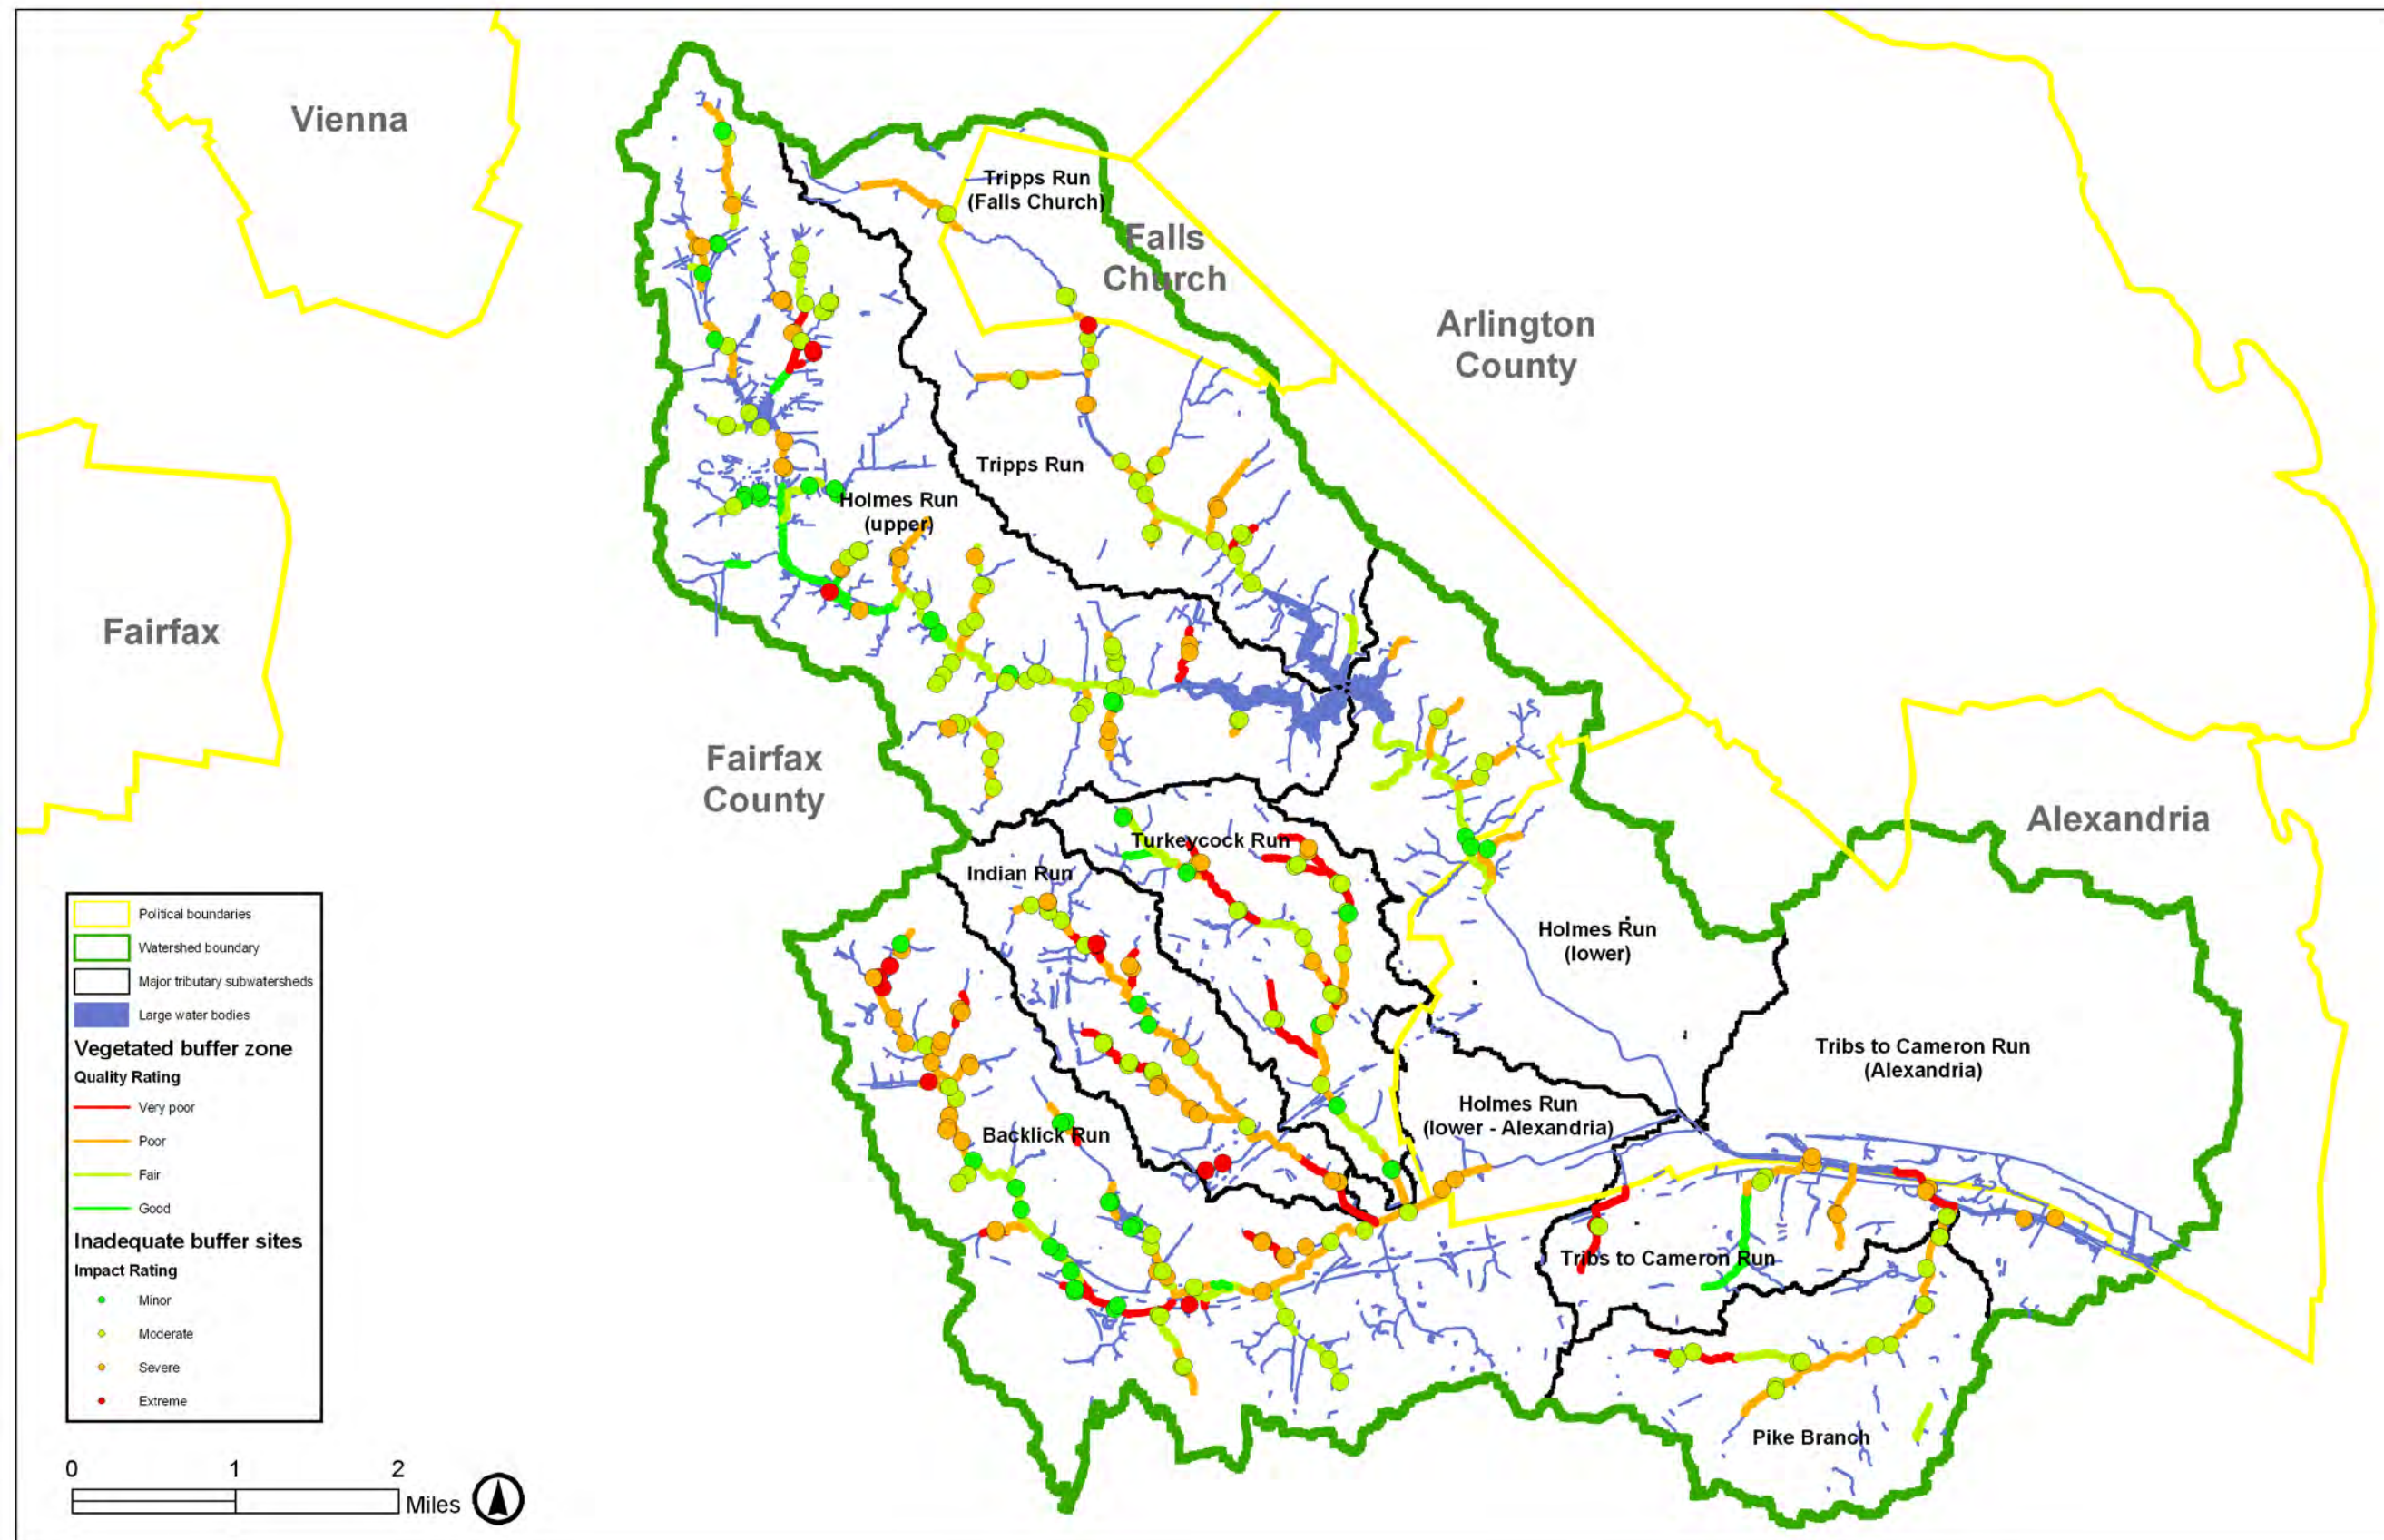 Vienna
Tripps Run
(Falls Church)
Falls
Church
Arlington
County
Tripps Run
Holmes Run
(upper)
Fairfax
Fairfax
County
Alexandria
Turkeycock Run
Indian Run
Holmes Run
(lower)
Tribs to Cameron Run
(Alexandria)
Holmes Run
(lower - Alexandria)
Backlick Run
Tribs to Cameron Run
Pike Branch
Political boundaries
Watershed boundary
Major tributary subwatersheds
Large water bodies
Vegetated buffer zone
Quality Rating
Very poor
Poor
Fair
Good
Inadequate buffer sites
Impact Rating
Minor
Moderate
Severe
Extreme
0 1 2
Miles